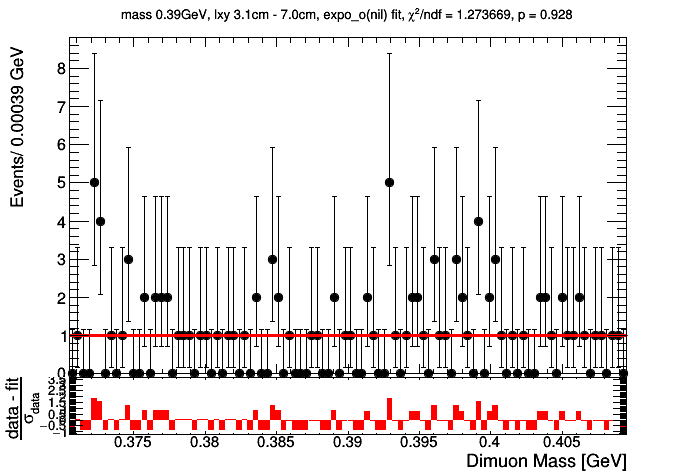 mass 0.39GeV, lxy 3.1cm - 7.0cm, expo_o(nil) fit, χ²/ndf = 1.273669, p = 0.928
Events/ 0.00039 GeV
8
7
6
5
4
3
2
1
0
data - fit
σdata
0.375 0.38 0.385 0.39 0.395 0.4 0.405
Dimuon Mass [GeV]